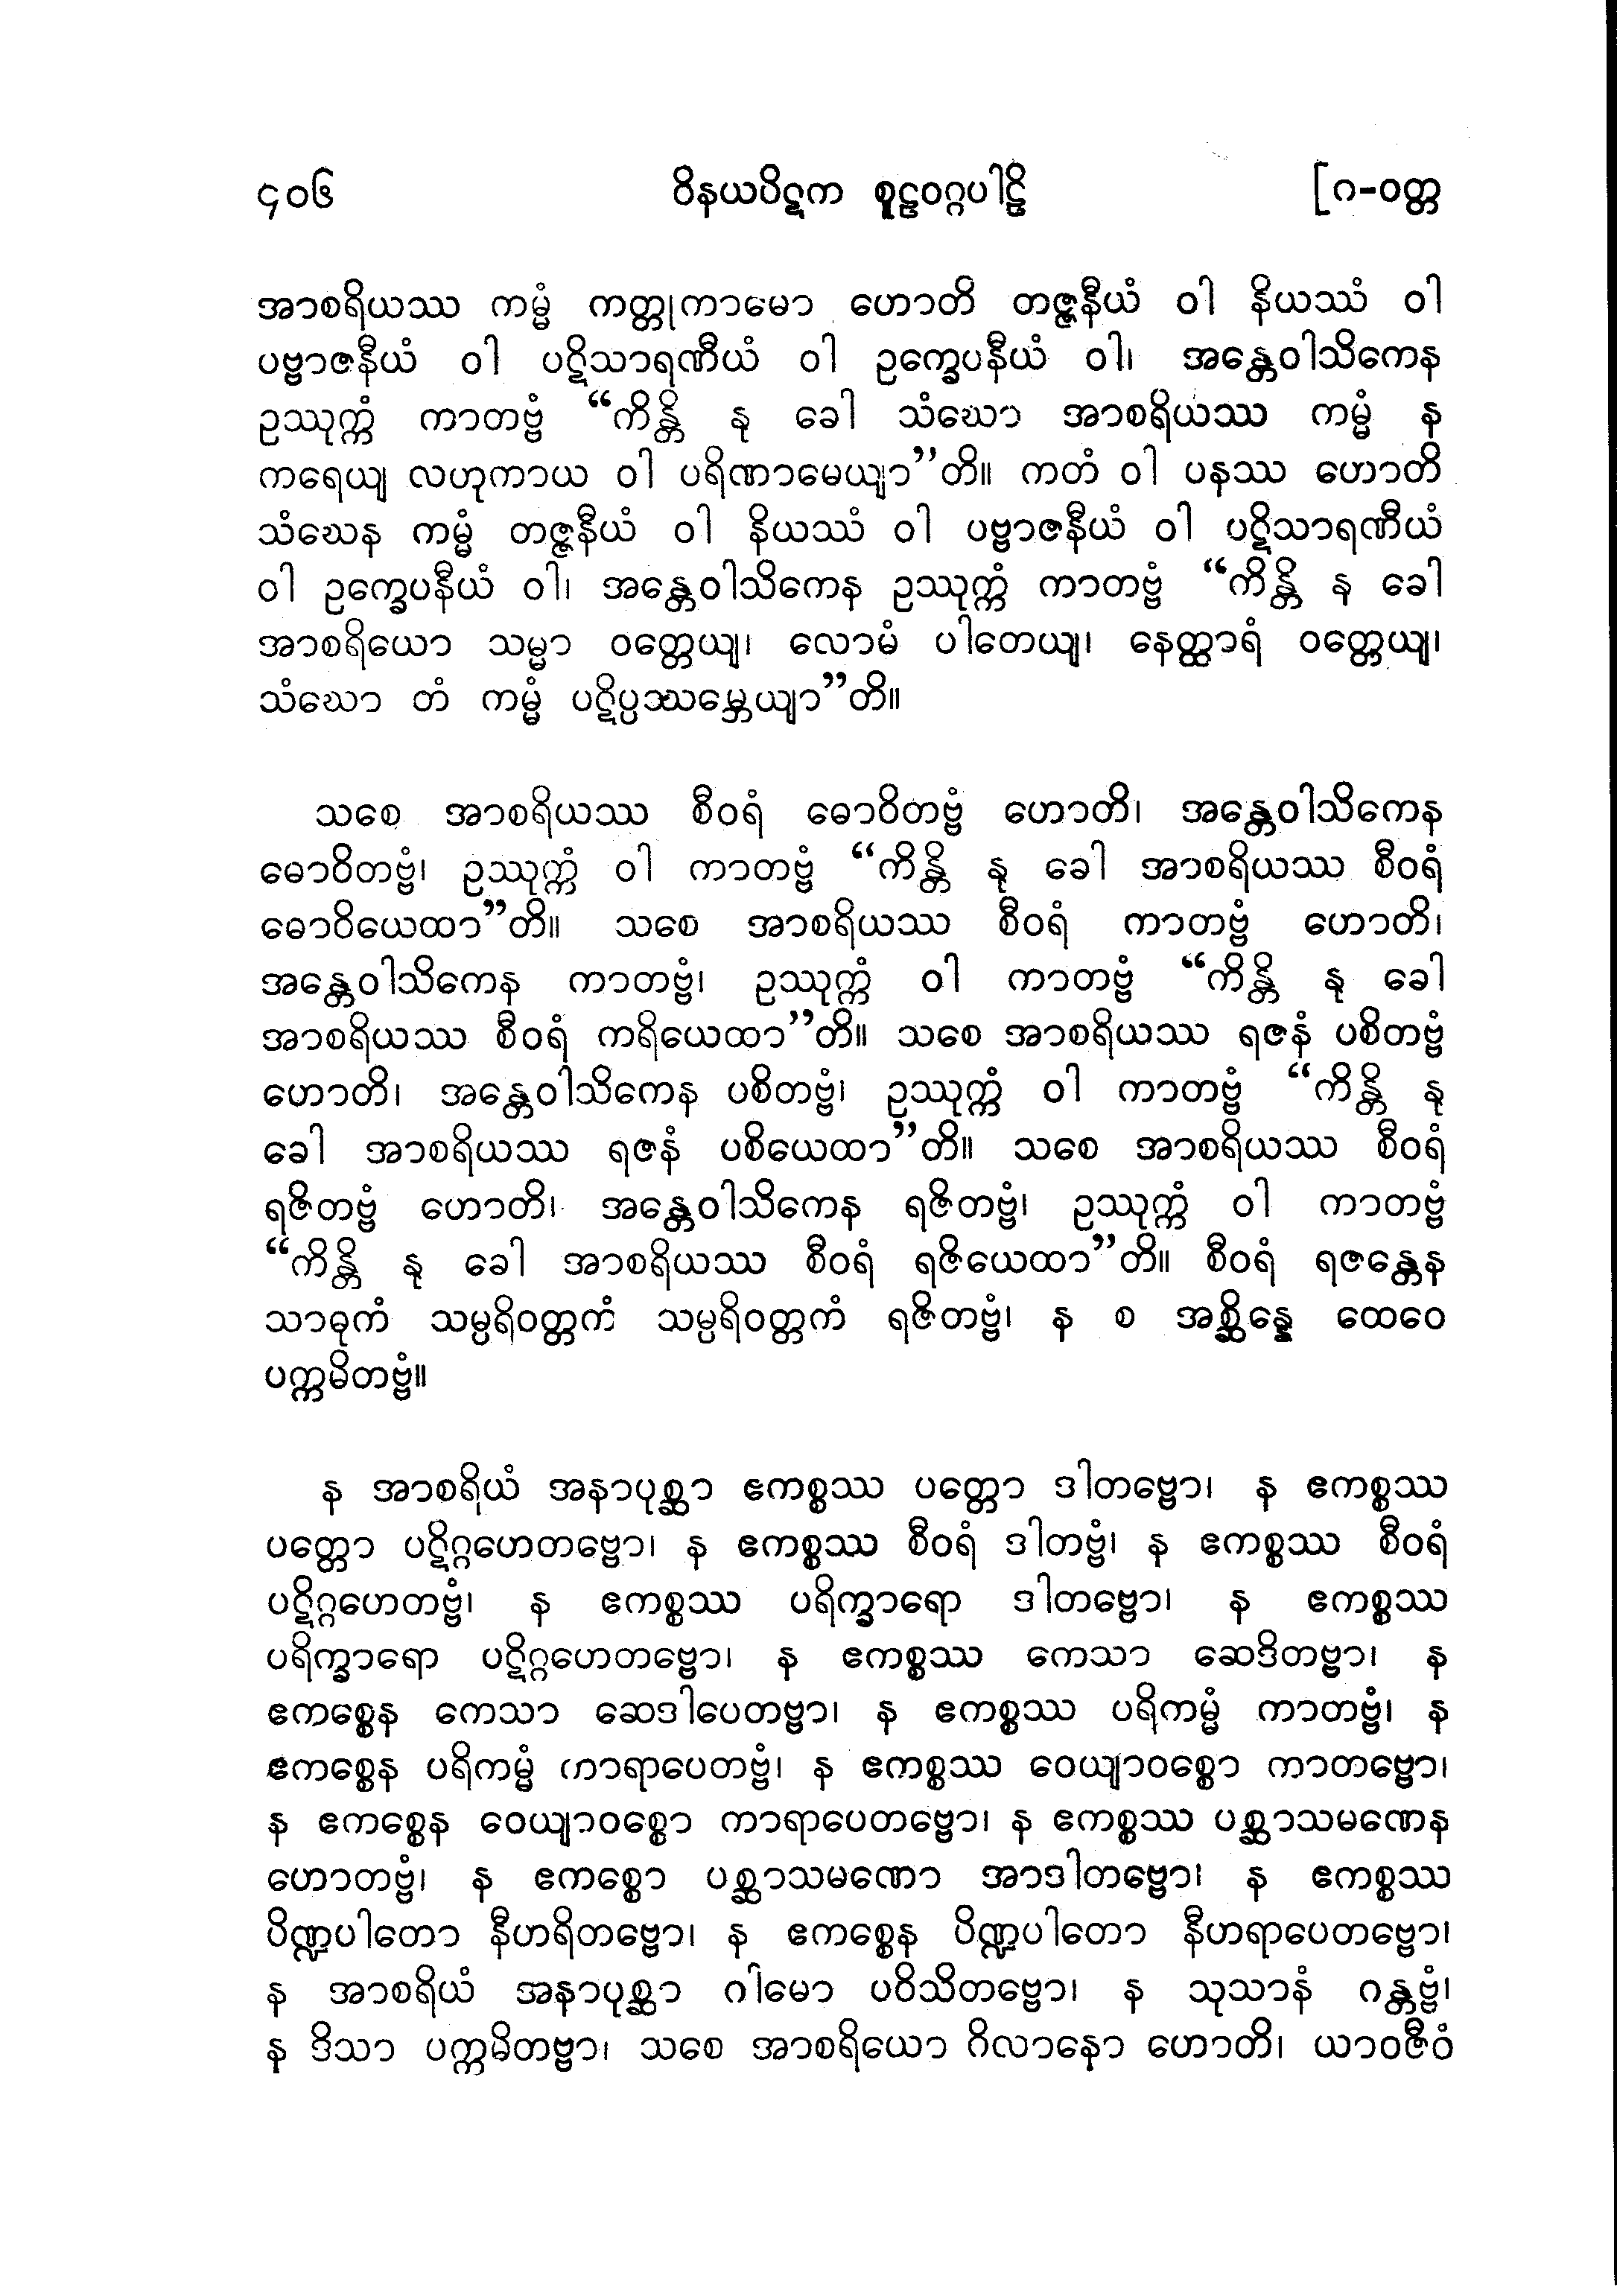 ၄၀၆ ဝိနယပိဋက စူဠဝဂ္ဂပါဠိ [ဂ-ဝတ္တ
အာစရိယဿ ကမ္မံ ကတ္တုကာမော ဟောတိ တဇ္ဇနီယံ ဝါ နိယဿံ ဝါ
ပဗ္ဗာဇနီယံ ဝါ ပဋိသာရဏီယံ ဝါ ဥက္ခေပနီယံ ဝါ၊ အန္တေဝါသိကေန
ဥဿုက္ကံ ကာတဗ္ဗံ “ကိန္တိ နု ခေါ သံဃော အာစရိယဿ ကမ္မံ န
ကရေယျ လဟုကာယ ဝါ ပရိဏာမေယျာ”တိ။ ကတံ ဝါ ပနဿ ဟောတိ
သံဃေန ကမ္မံ တဇ္ဇနီယံ ဝါ နိယဿံ ဝါ ပဗ္ဗာဇနီယံ ဝါ ပဋိသာရဏီယံ
ဝါ ဥက္ခေပနီယံ ဝါ၊ အန္တေဝါသိကေန ဥဿုက္ကံ ကာတဗ္ဗံ “ကိန္တိ န ခေါ
အာစရိယော သမ္မာ ဝတ္တေယျ၊ လောမံ ပါတေယျ၊ နေတ္ထာရံ ဝတ္တေယျ၊
သံဃော တံ ကမ္မံ ပဋိပ္ပဿမ္ဘေယျာ”တိ။
သစေ အာစရိယဿ စီဝရံ ဓောဝိတဗ္ဗံ ဟောတိ၊ အန္တေဝါသိကေန
ဓောဝိတဗ္ဗံ၊ ဥဿုက္ကံ ဝါ ကာတဗ္ဗံ “ကိန္တိ နု ခေါ အာစရိယဿ စီဝရံ
ဓောဝိယေထာ”တိ။ သစေ အာစရိယဿ စီဝရံ ကာတဗ္ဗံ ဟောတိ၊
အန္တေဝါသိကေန ကာတဗ္ဗံ၊ ဥဿုက္ကံ ဝါ ကာတဗ္ဗံ “ကိန္တိ နု ခေါ
အာစရိယဿ စီဝရံ ကရိယေထာ”တိ။ သစေ အာစရိယဿ ရဇနံ ပစိတဗ္ဗံ
ဟောတိ၊ အန္တေဝါသိကေန ပစိတဗ္ဗံ၊ ဥဿုက္ကံ ဝါ ကာတဗ္ဗံ “ကိန္တိ နု
ခေါ အာစရိယဿ ရဇနံ ပစိယေထာ”တိ။ သစေ အာစရိယဿ စီဝရံ
ရဇိတဗ္ဗံ ဟောတိ၊ အန္တေဝါသိကေန ရဇိတဗ္ဗံ၊ ဥဿုက္ကံ ဝါ ကာတဗ္ဗံ
“ကိန္တိ နု ခေါ အာစရိယဿ စီဝရံ ရဇိယေထာ”တိ။ စီဝရံ ရဇန္တေန
သာဓုကံ သမ္ပရိဝတ္တကံ သမ္ပရိဝတ္တကံ ရဇိတဗ္ဗံ၊ န စ အစ္ဆိန္နေ ထေဝေ
ပက္ကမိတဗ္ဗံ။
န အာစရိယံ အနာပုစ္ဆာ ဧကစ္စဿ ပတ္တော ဒါတဗ္ဗော၊ န ဧကစ္စဿ
ပတ္တော ပဋိဂ္ဂဟေတဗ္ဗော၊ န ဧကစ္စဿ စီဝရံ ဒါတဗ္ဗံ၊ န ဧကစ္စဿ စီဝရံ
ပဋိဂ္ဂဟေတဗ္ဗံ၊ န ဧကစ္စဿ ပရိက္ခာရော ဒါတဗ္ဗော၊ န ဧကစ္စဿ
ပရိက္ခာရော ပဋိဂ္ဂဟေတဗ္ဗော၊ န ဧကစ္စဿ ကေသာ ဆေဒိတဗ္ဗာ၊ န
ဧကစ္စေန ကေသာ ဆေဒါပေတဗ္ဗာ၊ န ဧကစ္စဿ ပရိကမ္မံ ကာတဗ္ဗံ၊ န
ဧကစ္စေန ပရိကမ္မံ ကာရာပေတဗ္ဗံ၊ န ဧကစ္စဿ ဝေယျာဝစ္စော ကာတဗ္ဗော၊
န ဧကစ္စေန ဝေယျာဝစ္စော ကာရာပေတဗ္ဗော၊ န ဧကစ္စဿ ပစ္ဆာသမဏေန
ဟောတဗ္ဗံ၊ န ဧကစ္စော ပစ္ဆာသမဏော အာဒါတဗ္ဗော၊ န ဧကစ္စဿ
ပိဏ္ဍပါတော နီဟရိတဗ္ဗော၊ န ဧကစ္စေန ပိဏ္ဍပါတော နီဟရာပေတဗ္ဗော၊
န အာစရိယံ အနာပုစ္ဆာ ဂါမော ပဝိသိတဗ္ဗော၊ န သုသာနံ ဂန္တဗ္ဗံ၊
န ဒိသာ ပက္ကမိတဗ္ဗာ၊ သစေ အာစရိယော ဂိလာနော ဟောတိ၊ ယာဝဇီဝံ